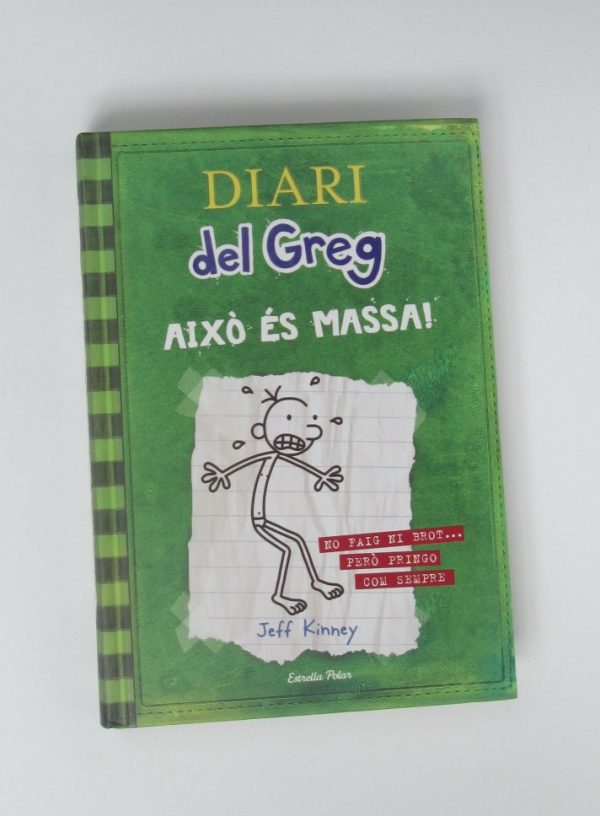 DIARI
del Greg
AIXÒ ÉS MASSA!
NO FAIG NI BROT...
PERÒ PRINGO
COM SEMPRE
Jeff Kinney
Estrella Polar